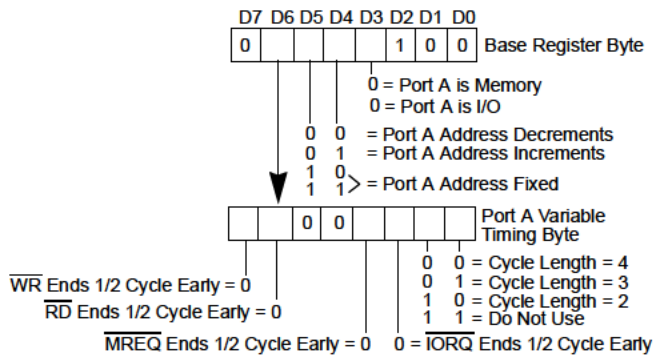 D7 D6 D5 D4 D3 D2 D1 D0
0 1 0 0 Base Register Byte
0 = Port A is Memory
0 = Port A is I/O
0 0 = Port A Address Decrements
0 1 = Port A Address Increments
1 0
1 1 > = Port A Address Fixed
0 0 Port A Variable
Timing Byte
0 0 = Cycle Length = 4
0 1 = Cycle Length = 3
1 0 = Cycle Length = 2
1 1 = Do Not Use
WR Ends 1/2 Cycle Early = 0
RD Ends 1/2 Cycle Early = 0
MREQ Ends 1/2 Cycle Early = 0 0 = IORQ Ends 1/2 Cycle Early